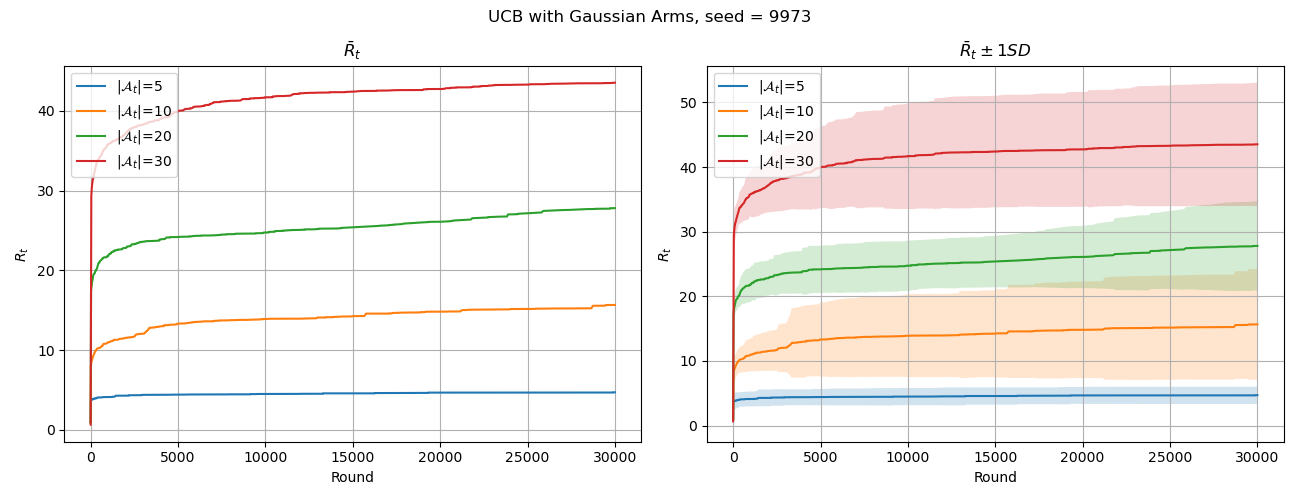 UCB with Gaussian Arms, seed = 9973
R̄ₜ
|𝒜ₜ|=5
|𝒜ₜ|=10
|𝒜ₜ|=20
|𝒜ₜ|=30
40
30
20
10
0
Rₜ
0 5000 10000 15000 20000 25000 30000
Round
R̄ₜ ± 1SD
|𝒜ₜ|=5
|𝒜ₜ|=10
|𝒜ₜ|=20
|𝒜ₜ|=30
50
40
30
20
10
0
Rₜ
0 5000 10000 15000 20000 25000 30000
Round